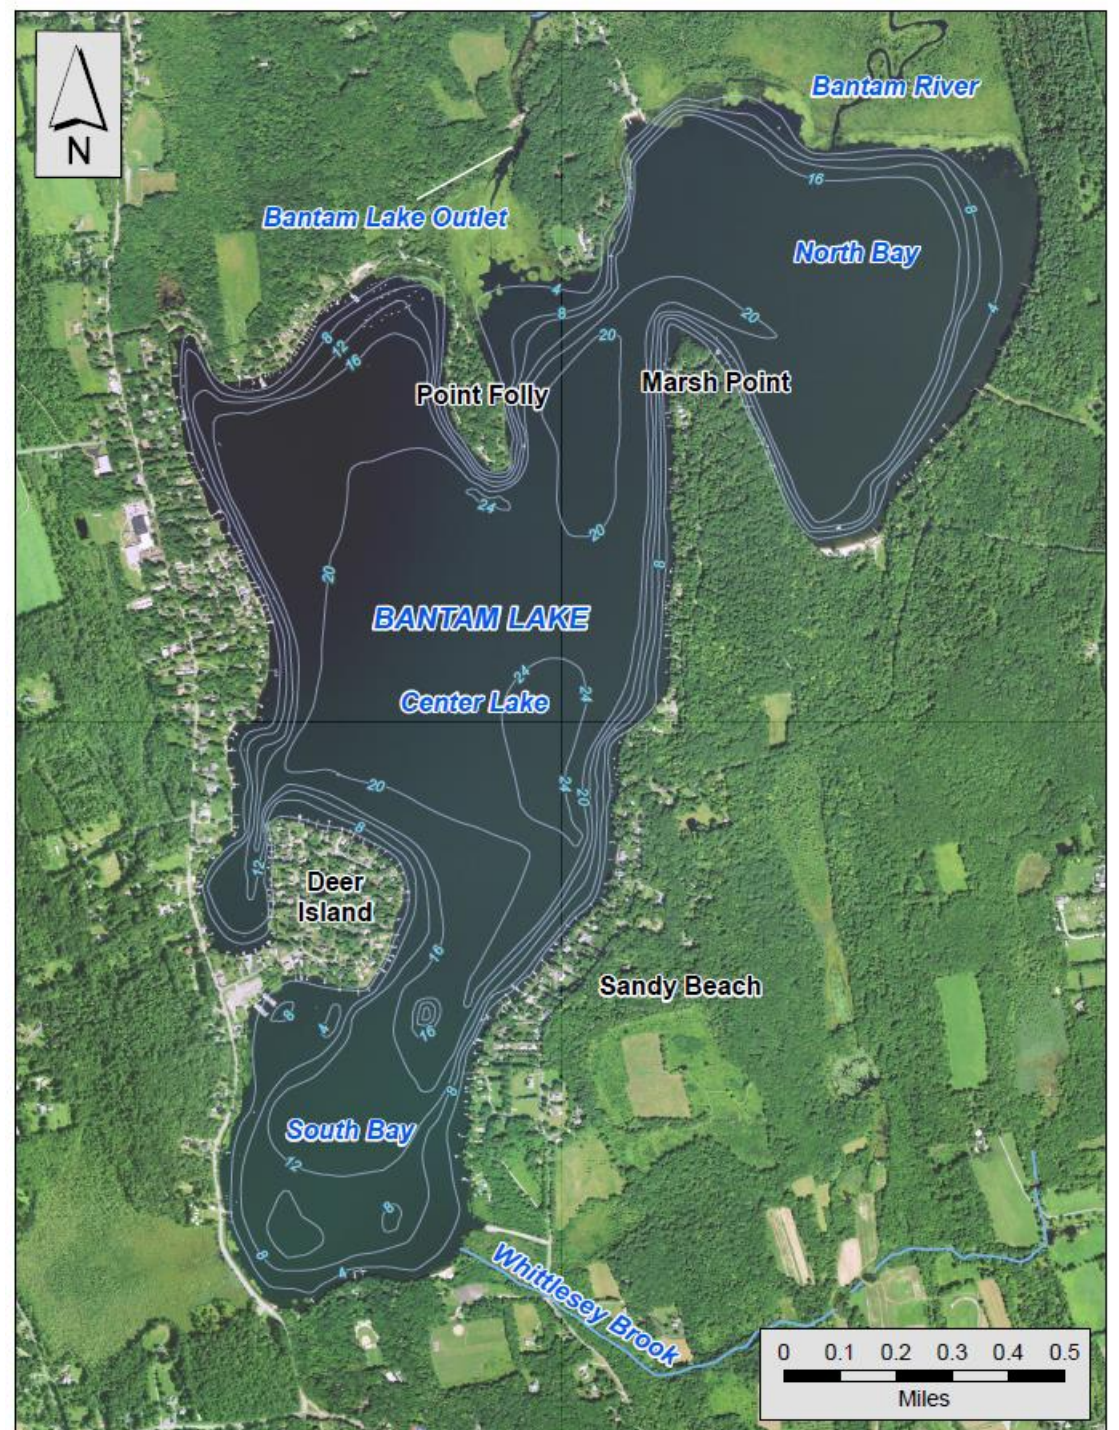 Bantam River
N
Bantam Lake Outlet
16
8
North Bay
4
4
8
20
20
8
12
16
Marsh Point
Point Folly
24
20
8
20
BANTAM LAKE
24
24
Center Lake
20
24
20
8
12
Deer
Island
16
Sandy Beach
8
4
16
8
South Bay
12
8
8
4
Whittlesey Brook
0 0.1 0.2 0.3 0.4 0.5
Miles